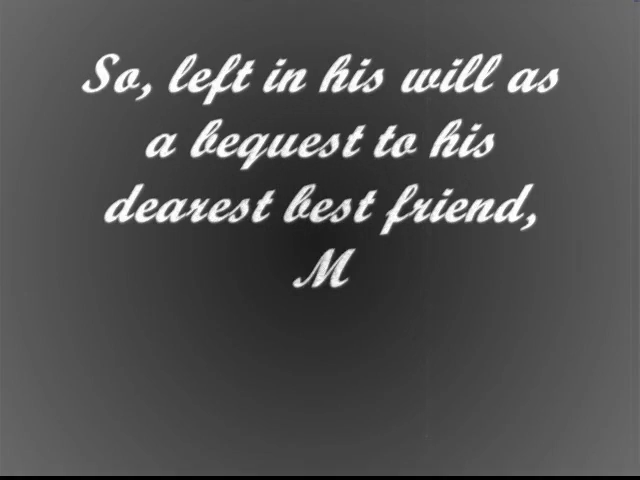 So, left in his will as
a bequest to his
dearest best friend,
M